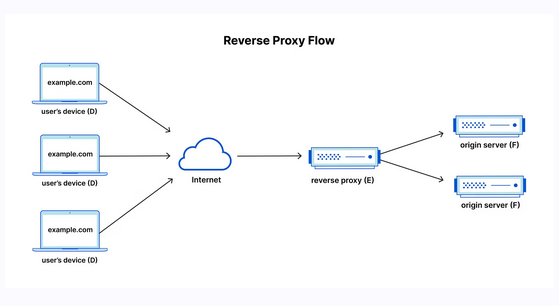 Reverse Proxy Flow
example.com
user's device (D)
example.com
user's device (D)
example.com
user's device (D)
Internet
reverse proxy (E)
origin server (F)
origin server (F)